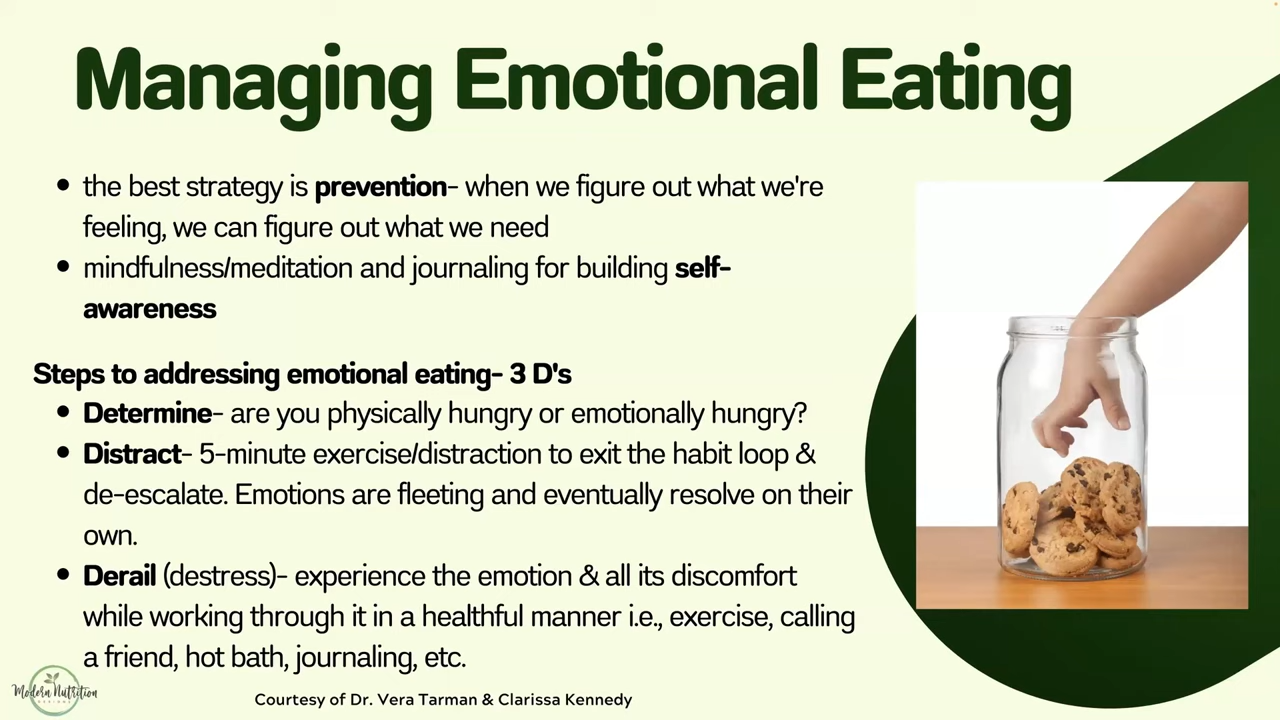 Managing Emotional Eating
• the best strategy is prevention- when we figure out what we're
feeling, we can figure out what we need
• mindfulness/meditation and journaling for building self-
awareness
Steps to addressing emotional eating- 3 D's
• Determine- are you physically hungry or emotionally hungry?
• Distract- 5-minute exercise/distraction to exit the habit loop &
de-escalate. Emotions are fleeting and eventually resolve on their
own.
• Derail (destress)- experience the emotion & all its discomfort
while working through it in a healthful manner i.e., exercise, calling
a friend, hot bath, journaling, etc.
Modern Nutrition
DESIGNS
Courtesy of Dr. Vera Tarman & Clarissa Kennedy